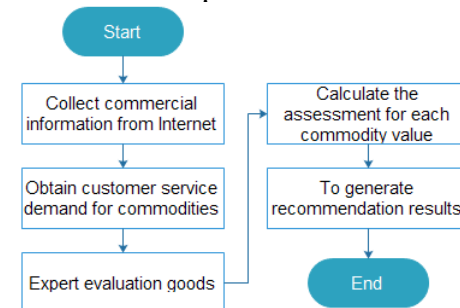 Start
Collect commercial
information from Internet
Obtain customer service
demand for commodities
Expert evaluation goods
Calculate the
assessment for each
commodity value
To generate
recommendation results
End